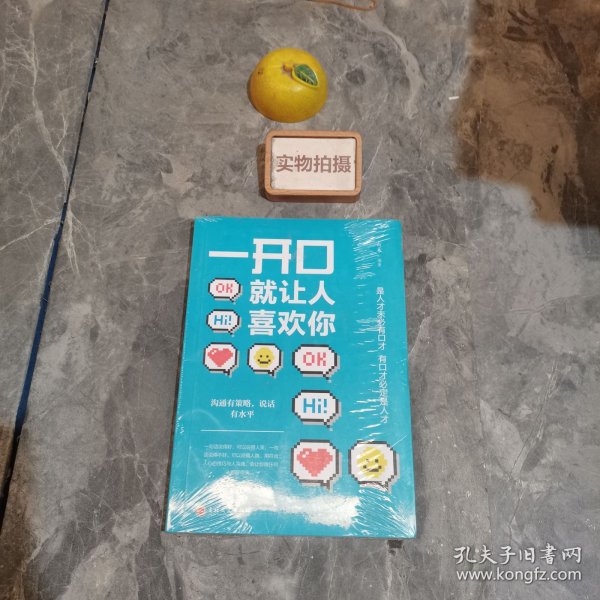 实物拍摄
一开口
OK
就让人
Hi!
喜欢你
OK
是人才未必有口才 有口才必定是人才
沟通有策略，说话
有水平
Hi!
孔夫子旧书网
www.kongfz.com